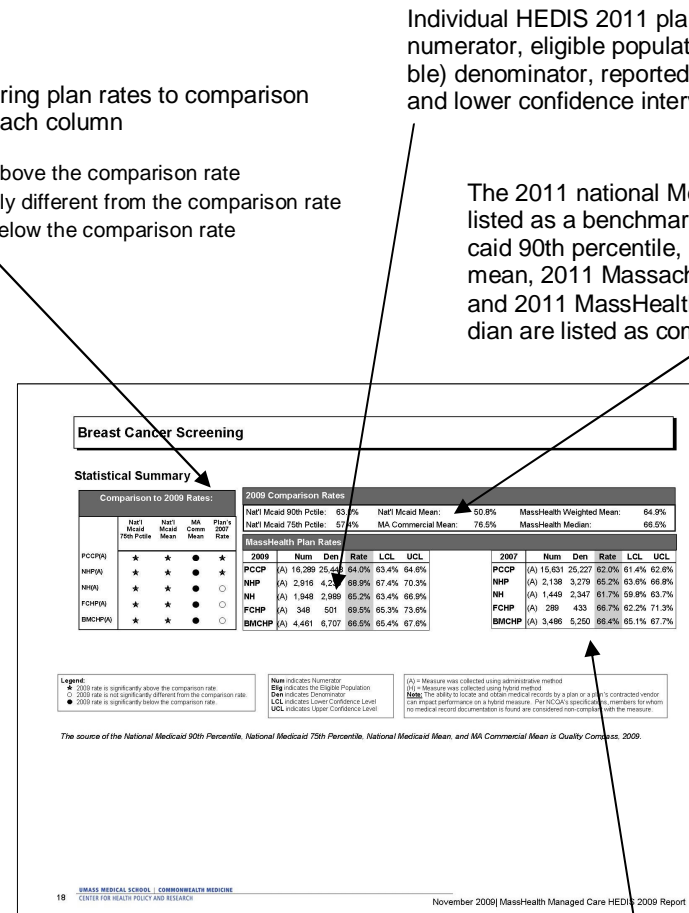 Individual HEDIS 2011 pla
numerator, eligible populat
ble) denominator, reported
and lower confidence interv
ring plan rates to comparison
ach column
bove the comparison rate
ly different from the comparison rate
elow the comparison rate
The 2011 national Me
listed as a benchmar
caid 90th percentile,
mean, 2011 Massach
and 2011 MassHealth
dian are listed as con
Breast Cancer Screening
Statistical Summary
Comparison to 2009 Rates:
Nat'l Mcaid 75th Pctile Nat'l Mcaid Mean MA Comm Mean Plan's 2007 Rate
PCCP(A) ★ ★ ● ★
NHP(A) ★ ★ ● ★
NH(A) ★ ★ ● ○
FCHP(A) ★ ★ ● ○
BMCHP(A) ★ ★ ● ○
2009 Comparison Rates
Nat'l Mcaid 90th Pctile: Nat'l Mcaid Mean: 50.8% MassHealth Weighted Mean: 64.9%
Nat'l Mcaid 75th Pctile: MA Commercial Mean: 76.5% MassHealth Median: 66.5%
MassHealth Plan Rates
2009 Num Den Rate LCL UCL
PCCP (A) 16,289 25,448 64.0% 63.4% 64.6%
NHP (A) 2,916 68.9% 67.4% 70.3%
NH (A) 1,948 2,989 65.2% 63.4% 66.9%
FCHP (A) 348 501 69.5% 65.3% 73.6%
BMCHP (A) 4,461 6,707 66.5% 65.4% 67.6%
2007 Num Den Rate LCL UCL
PCCP (A) 15,631 25,227 62.0% 61.4% 62.6%
NHP (A) 2,138 3,279 65.2% 63.6% 66.8%
NH (A) 1,449 2,347 61.7% 59.8% 63.7%
FCHP (A) 289 433 66.7% 62.2% 71.3%
BMCHP (A) 3,486 5,250 66.4% 65.1% 67.7%
Legend:
★ 2009 rate is significantly above the comparison rate.
○ 2009 rate is not significantly different from the comparison rate.
● 2009 rate is significantly below the comparison rate.
Num indicates Numerator
Elig indicates the Eligible Population
Den indicates Denominator
LCL indicates Lower Confidence Level
UCL indicates Upper Confidence Level
(A) = Measure was collected using administrative method
(H) = Measure was collected using hybrid method
Note: The ability to locate and obtain medical records by a plan or a plan's contracted vendor
can impact performance on a hybrid measure. Per NCQA's specifications, members for whom
no medical record documentation is found are considered non-compliant with the measure.
The source of the National Medicaid 90th Percentile, National Medicaid 75th Percentile, National Medicaid Mean, and MA Commercial Mean is Quality Compass, 2009.
18 UMASS MEDICAL SCHOOL | COMMONWEALTH MEDICINE
CENTER FOR HEALTH POLICY AND RESEARCH
November 2009| MassHealth Managed Care HEDIS 2009 Report